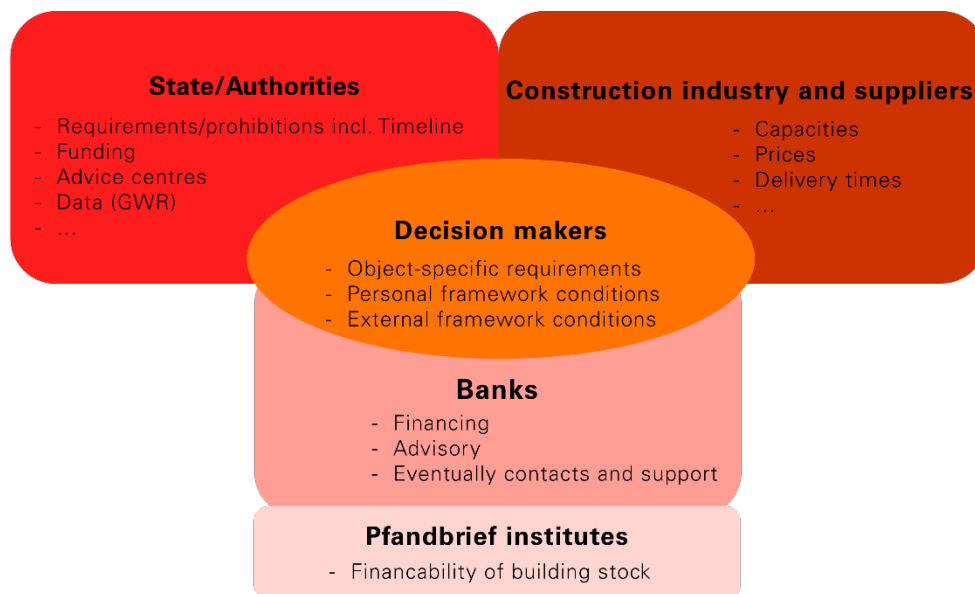 State/Authorities
- Requirements/prohibitions incl. Timeline
- Funding
- Advice centres
- Data (GWR)
- ...
Construction industry and suppliers
- Capacities
- Prices
- Delivery times
- ...
Decision makers
- Object-specific requirements
- Personal framework conditions
- External framework conditions
Banks
- Financing
- Advisory
- Eventually contacts and support
Pfandbrief institutes
- Financability of building stock